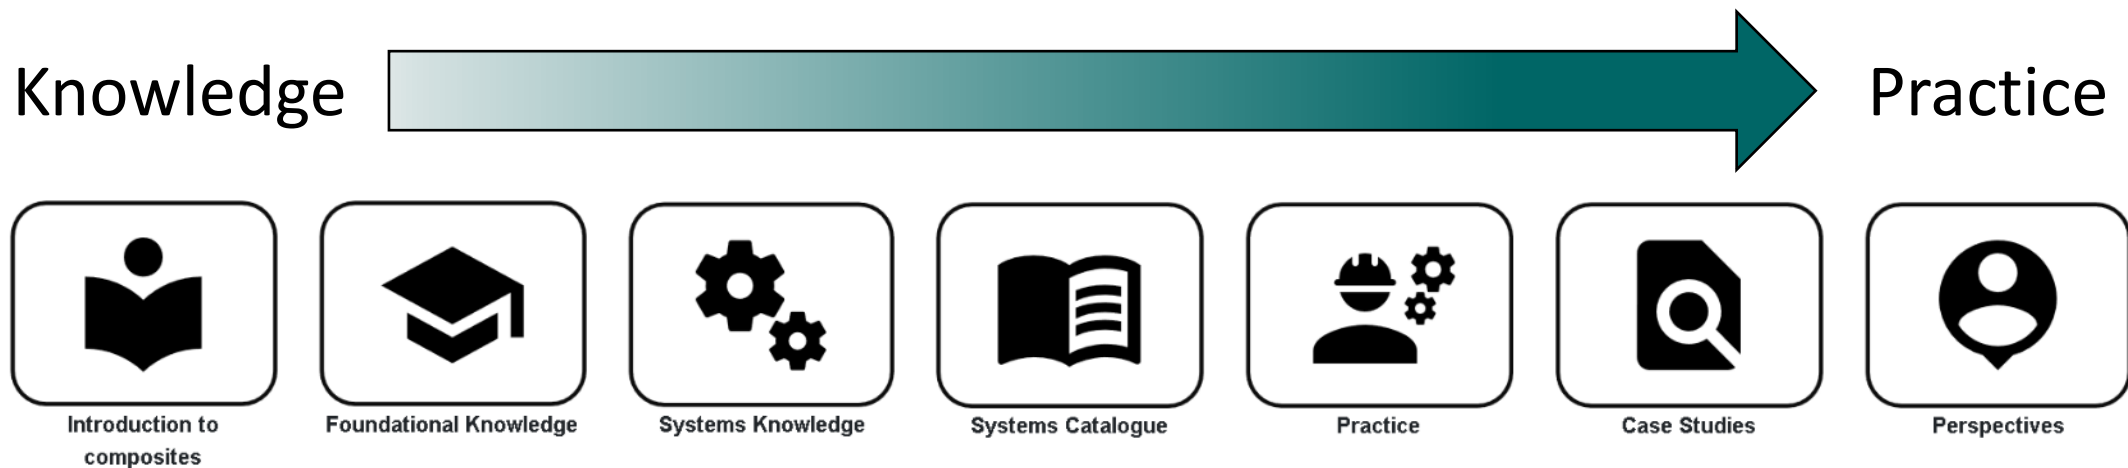 Knowledge
Practice
Introduction to
composites
Foundational Knowledge
Systems Knowledge
Systems Catalogue
Practice
Case Studies
Perspectives